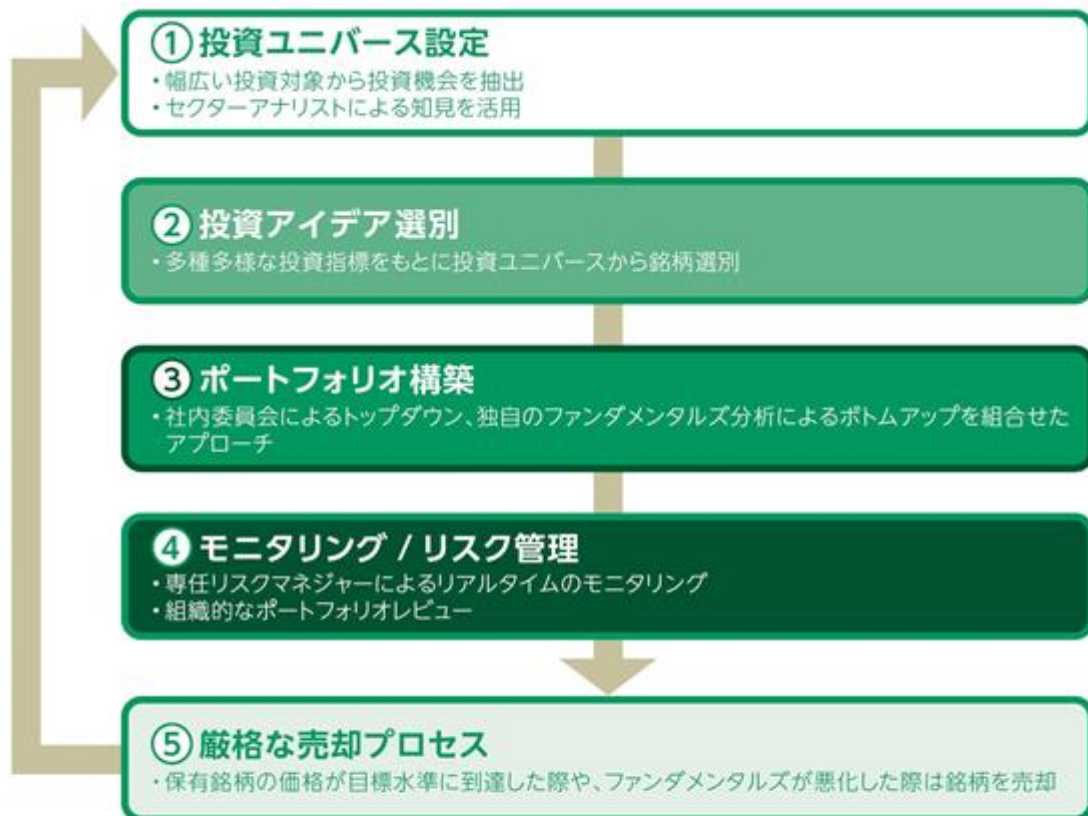 ①投資ユニバース設定
・幅広い投資対象から投資機会を抽出
・セクターアナリストによる知見を活用
②投資アイデア選別
・多種多様な投資指標をもとに投資ユニバースから銘柄選別
③ポートフォリオ構築
・社内委員会によるトップダウン、独自のファンダメンタルズ分析によるボトムアップを組合せた
アプローチ
④モニタリング / リスク管理
・専任リスクマネジャーによるリアルタイムのモニタリング
・組織的なポートフォリオレビュー
⑤厳格な売却プロセス
・保有銘柄の価格が目標水準に到達した際や、ファンダメンタルズが悪化した際は銘柄を売却